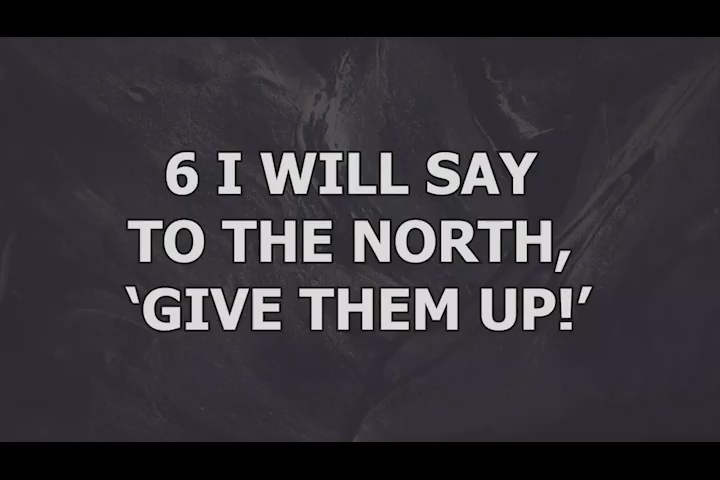 6 I WILL SAY
TO THE NORTH,
‘GIVE THEM UP!’